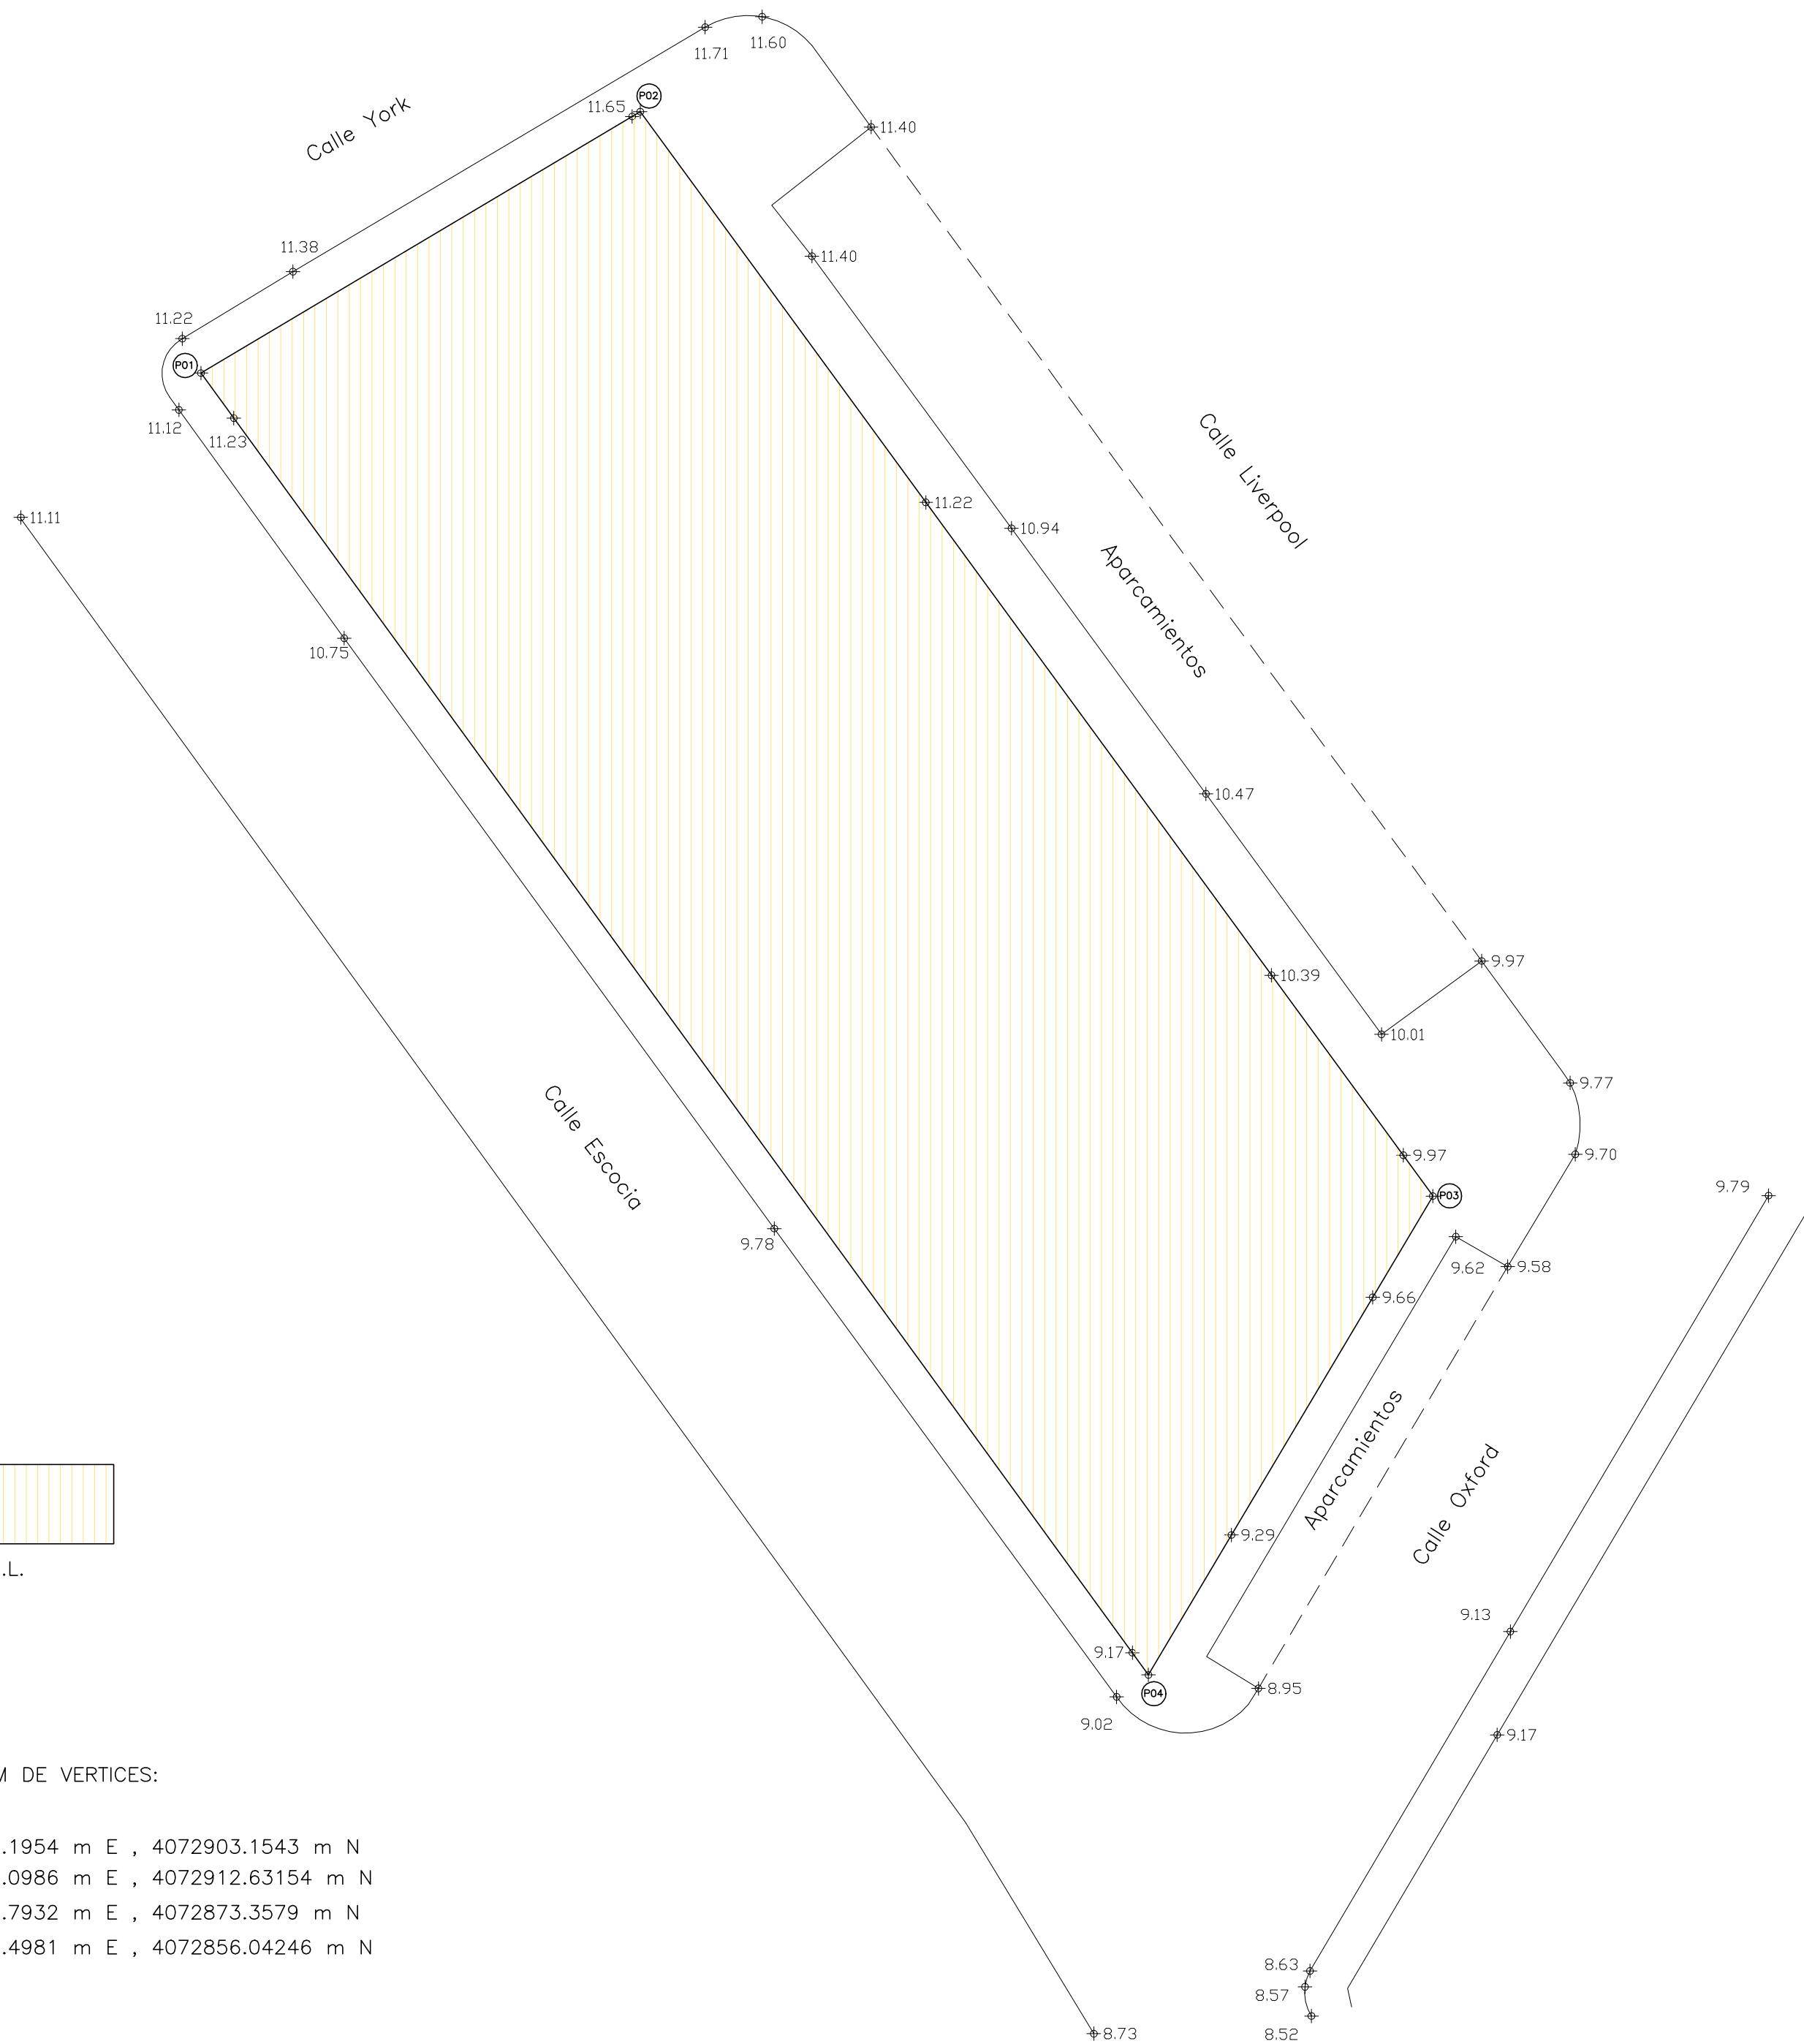 11.71
11.60
P02
11.65
Calle York
11.40
11.38
11.40
11.22
P01
11.12
11.23
Calle Liverpool
11.22
11.11
10.94
Aparcamientos
10.75
10.47
9.97
10.39
10.01
9.77
Calle Escocia
9.97
9.70
P03
9.79
9.78
9.62
9.58
9.66
Aparcamientos
Calle Oxford
9.29
.L.
9.13
9.17
P04
8.95
9.02
9.17
M DE VERTICES:
.1954 m E , 4072903.1543 m N
.0986 m E , 4072912.63154 m N
.7932 m E , 4072873.3579 m N
.4981 m E , 4072856.04246 m N
8.63
8.57
8.52
8.73